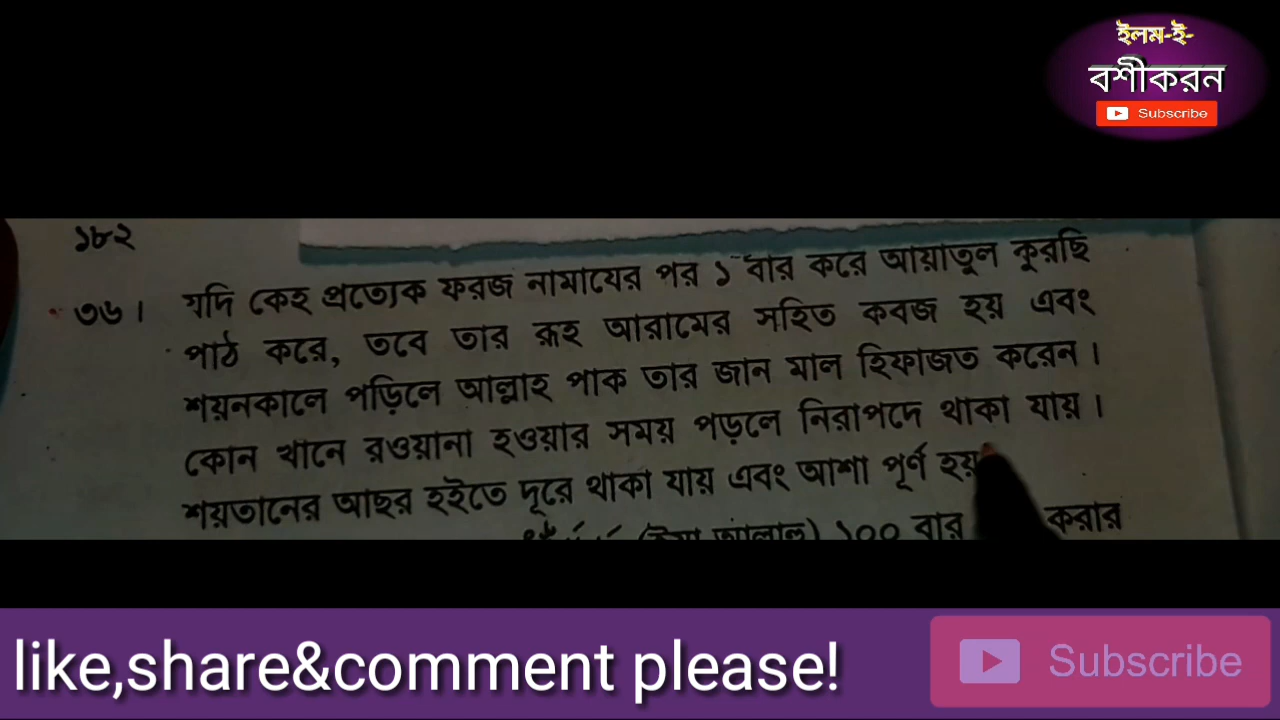 ইলম-ই-
বশীকরন
Subscribe
১৮২
৩৬। যদি কেহ প্রত্যেক ফরজ নামাযের পর ১ বার করে আয়াতুল কুরছি
পাঠ করে, তবে তার রূহ আরামের সহিত কবজ হয় এবং
শয়নকালে পড়িলে আল্লাহ পাক তার জান মাল হিফাজত করেন।
কোন খানে রওয়ানা হওয়ার সময় পড়লে নিরাপদে থাকা যায়।
শয়তানের আছর হইতে দূরে থাকা যায় এবং আশা পূর্ণ হয়
(ইয়া আল্লাহু) ১০০ বার করার
like,share&comment please!
Subscribe